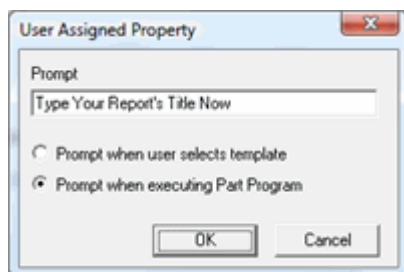 User Assigned Property
Prompt
Type Your Report's Title Now
Prompt when user selects template
Prompt when executing Part Program
OK Cancel